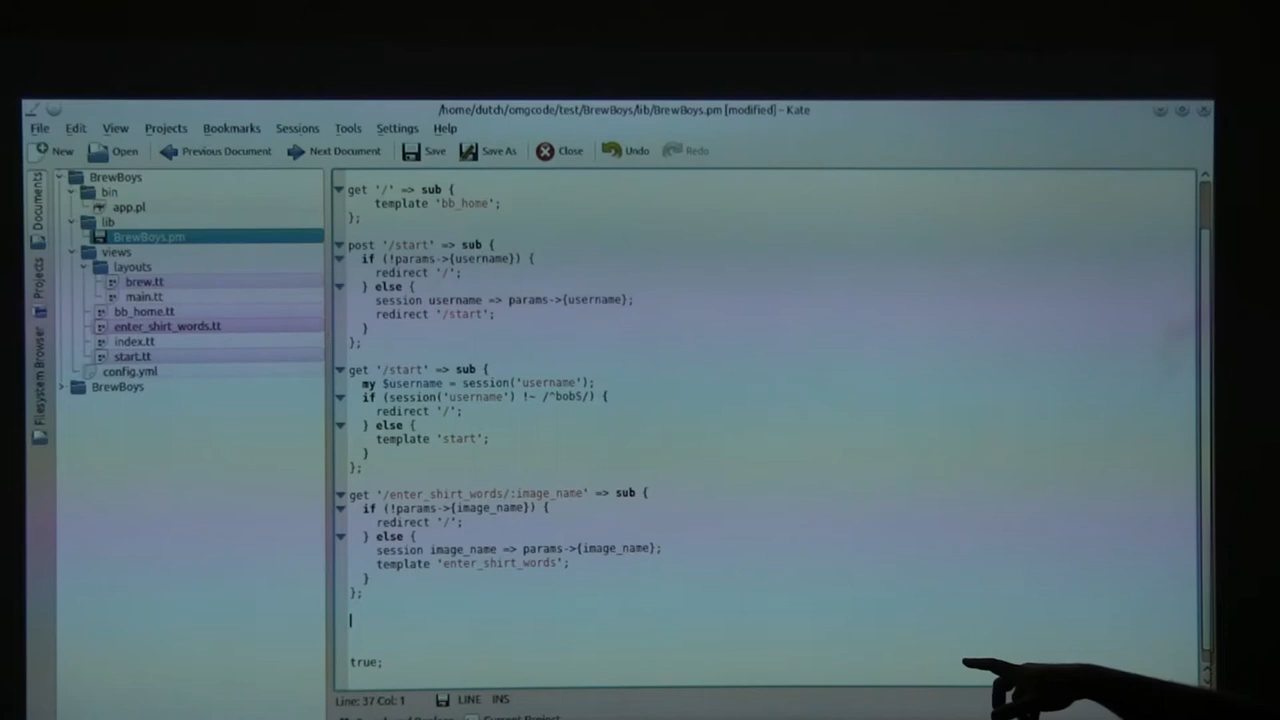 /home/dutch/omgcode/test/BrewBoys/lib/BrewBoys.pm [modified] – Kate
File Edit View Projects Bookmarks Sessions Tools Settings Help
New Open Previous Document Next Document Save Save As Close Undo Redo
Documents
Projects
Filesystem Browser
BrewBoys
bin
app.pl
lib
BrewBoys.pm
views
layouts
brew.tt
main.tt
bb_home.tt
enter_shirt_words.tt
index.tt
start.tt
config.yml
BrewBoys
get '/' => sub {
template 'bb_home';
};
post '/start' => sub {
if (!params->{username}) {
redirect '/';
} else {
session username => params->{username};
redirect '/start';
}
};
get '/start' => sub {
my $username = session('username');
if (session('username') !~ /^bob$/) {
redirect '/';
} else {
template 'start';
}
};
get '/enter_shirt_words/:image_name' => sub {
if (!params->{image_name}) {
redirect '/';
} else {
session image_name => params->{image_name};
template 'enter_shirt_words';
}
};
true;
Line: 37 Col: 1 LINE INS
Current Project